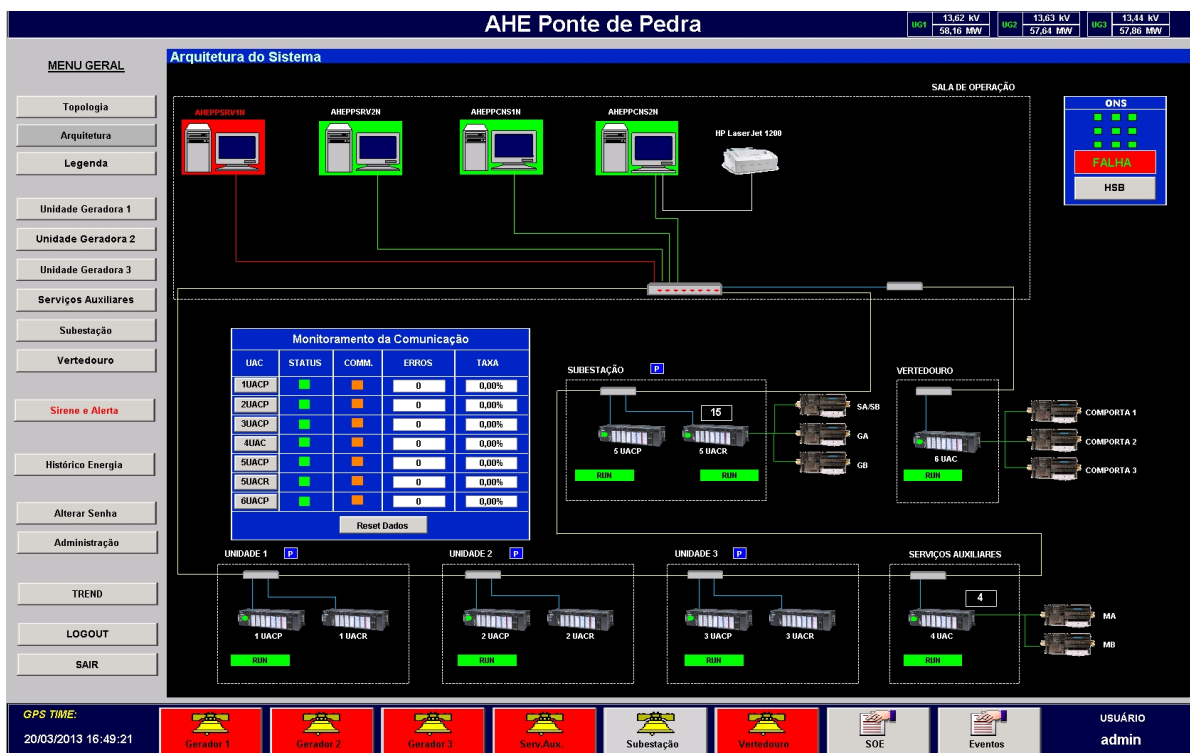 AHE Ponte de Pedra
UG1 13,62 kV 58,16 MW
UG2 13,63 kV 57,64 MW
UG3 13,44 kV 57,86 MW
MENU GERAL
Topologia
Arquitetura
Legenda
Unidade Geradora 1
Unidade Geradora 2
Unidade Geradora 3
Serviços Auxiliares
Subestação
Vertedouro
Sirene e Alerta
Histórico Energia
Alterar Senha
Administração
TREND
LOGOUT
SAIR
Arquitetura do Sistema
SALA DE OPERAÇÃO
AHEPPSRV1N
AHEPPSRV2N
AHEPPCNS1N
AHEPPCNS2N
HP LaserJet 1200
ONS
FALHA
HSB
Monitoramento da Comunicação
UAC STATUS COMM. ERROS TAXA
1UACP 0 0,00%
2UACP 0 0,00%
3UACP 0 0,00%
4UAC 0 0,00%
5UACP 0 0,00%
5UACR 0 0,00%
6UACP 0 0,00%
Reset Dados
SUBESTAÇÃO P
15
5 UACP
5 UACR
RUN
RUN
SA/SB
GA
GB
VERTEDOURO
6 UAC
RUN
COMPORTA 1
COMPORTA 2
COMPORTA 3
UNIDADE 1 P
1 UACP
1 UACR
RUN
UNIDADE 2 P
2 UACP
2 UACR
RUN
UNIDADE 3 P
3 UACP
3 UACR
RUN
SERVIÇOS AUXILIARES
4
4 UAC
RUN
MA
MB
GPS TIME:
20/03/2013 16:49:21
Gerador 1
Gerador 2
Gerador 3
Serv.Aux.
Subestação
Vertedouro
SOE
Eventos
USUÁRIO
admin